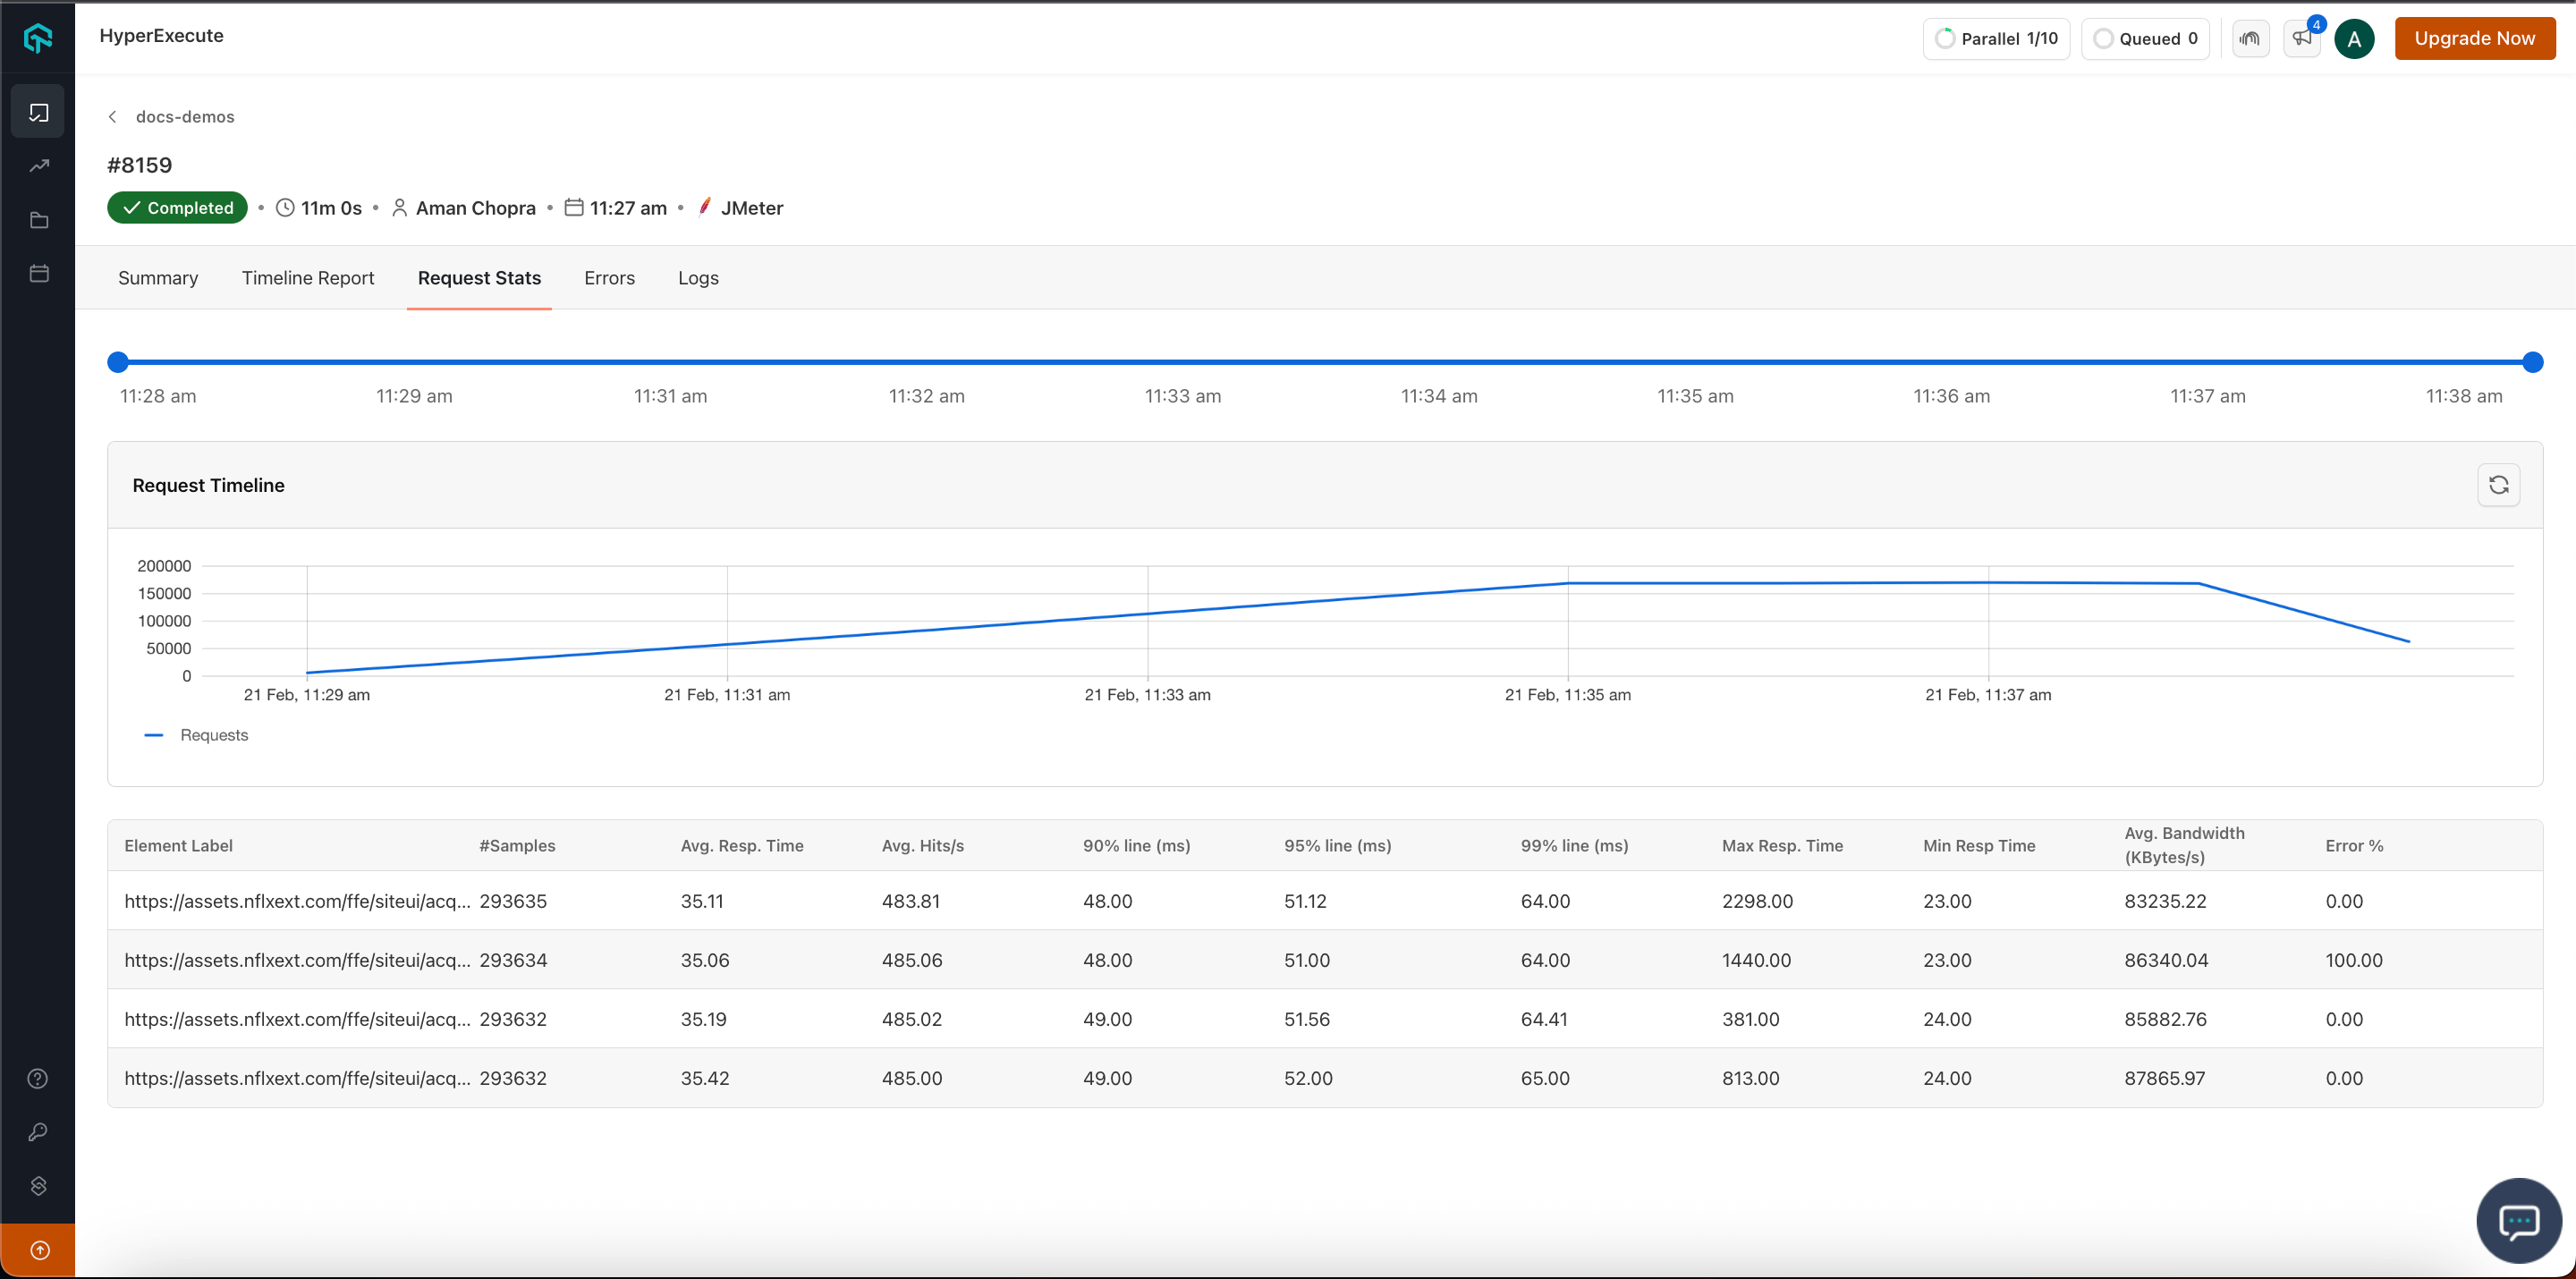 HyperExecute
Parallel 1/10
Queued 0
4
A
Upgrade Now
docs-demos
#8159
Completed • 11m 0s • Aman Chopra • 11:27 am • JMeter
Summary Timeline Report Request Stats Errors Logs
11:28 am 11:29 am 11:31 am 11:32 am 11:33 am 11:34 am 11:35 am 11:36 am 11:37 am 11:38 am
Request Timeline
200000
150000
100000
50000
0
21 Feb, 11:29 am 21 Feb, 11:31 am 21 Feb, 11:33 am 21 Feb, 11:35 am 21 Feb, 11:37 am
Requests
Element Label #Samples Avg. Resp. Time Avg. Hits/s 90% line (ms) 95% line (ms) 99% line (ms) Max Resp. Time Min Resp Time Avg. Bandwidth (KBytes/s) Error %
https://assets.nflxext.com/ffe/siteui/acq... 293635 35.11 483.81 48.00 51.12 64.00 2298.00 23.00 83235.22 0.00
https://assets.nflxext.com/ffe/siteui/acq... 293634 35.06 485.06 48.00 51.00 64.00 1440.00 23.00 86340.04 100.00
https://assets.nflxext.com/ffe/siteui/acq... 293632 35.19 485.02 49.00 51.56 64.41 381.00 24.00 85882.76 0.00
https://assets.nflxext.com/ffe/siteui/acq... 293632 35.42 485.00 49.00 52.00 65.00 813.00 24.00 87865.97 0.00